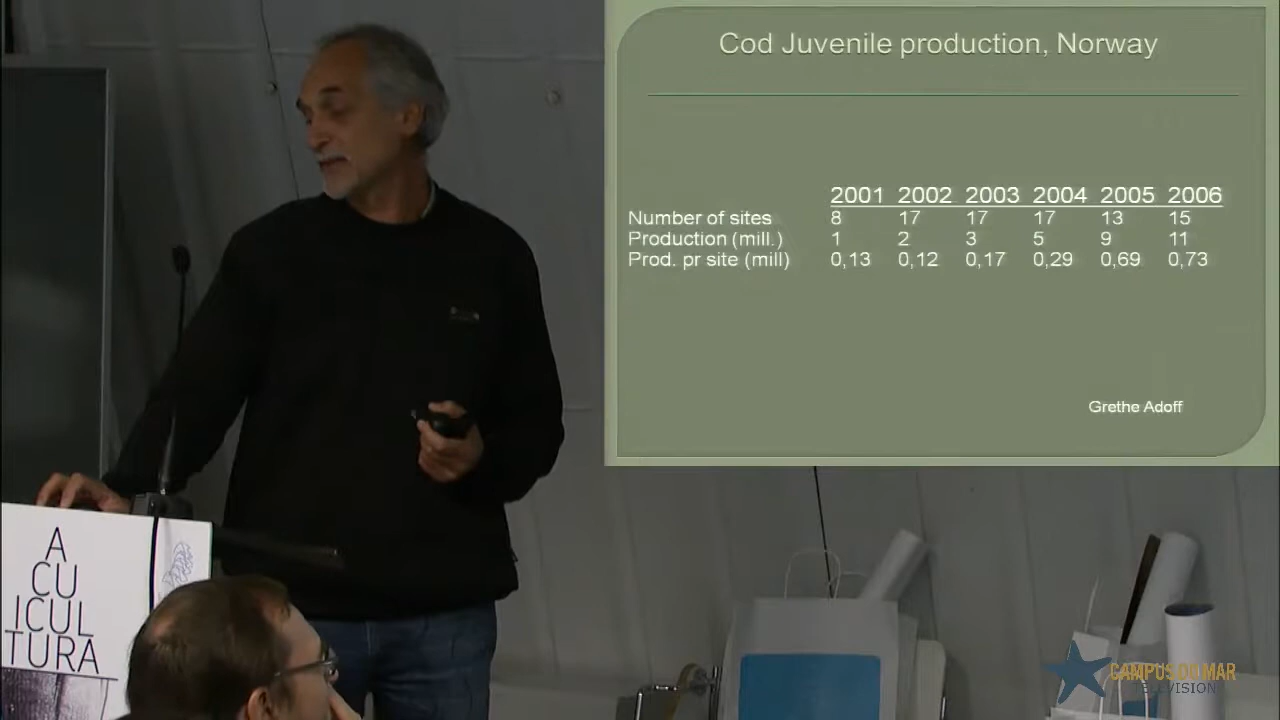 Cod Juvenile production, Norway
2001 2002 2003 2004 2005 2006
Number of sites 8 17 17 17 13 15
Production (mill.) 1 2 3 5 9 11
Prod. pr site (mill) 0,13 0,12 0,17 0,29 0,69 0,73
Grethe Adoff
A
CU
ICUL
TURA
CAMPUS DO MAR
TELEVISION